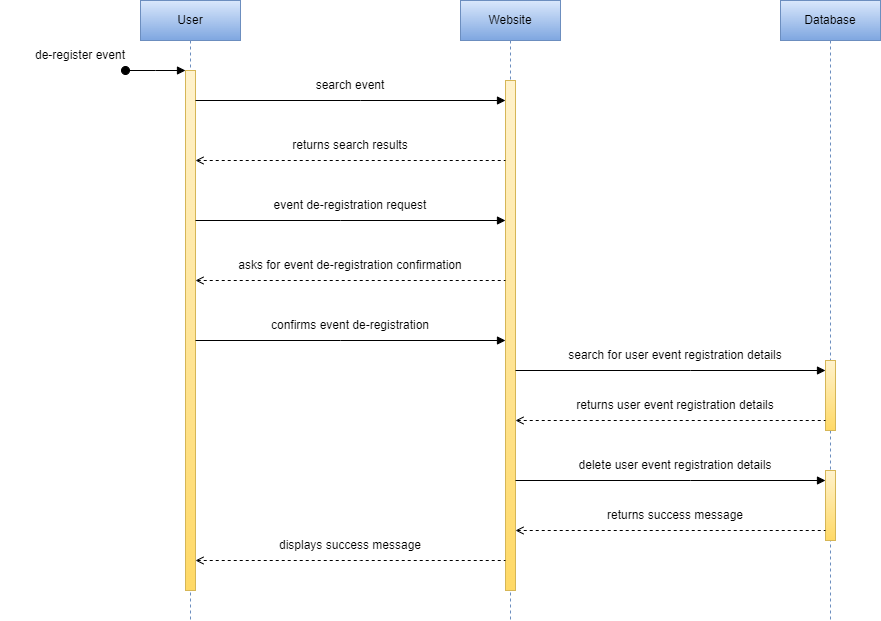 User
Website
Database
de-register event
search event
returns search results
event de-registration request
asks for event de-registration confirmation
confirms event de-registration
search for user event registration details
returns user event registration details
delete user event registration details
returns success message
displays success message